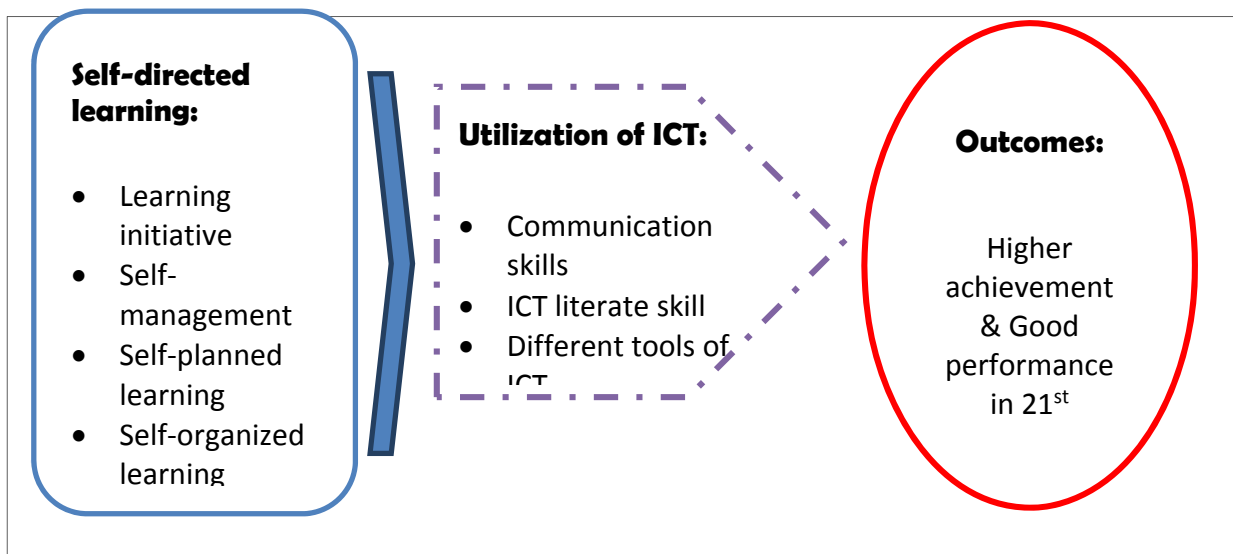 Self-directed
learning:
• Learning
initiative
• Self-
management
• Self-planned
learning
• Self-organized
learning
Utilization of ICT:
• Communication
skills
• ICT literate skill
• Different tools of
ICT
Outcomes:
Higher
achievement
& Good
performance
in 21st